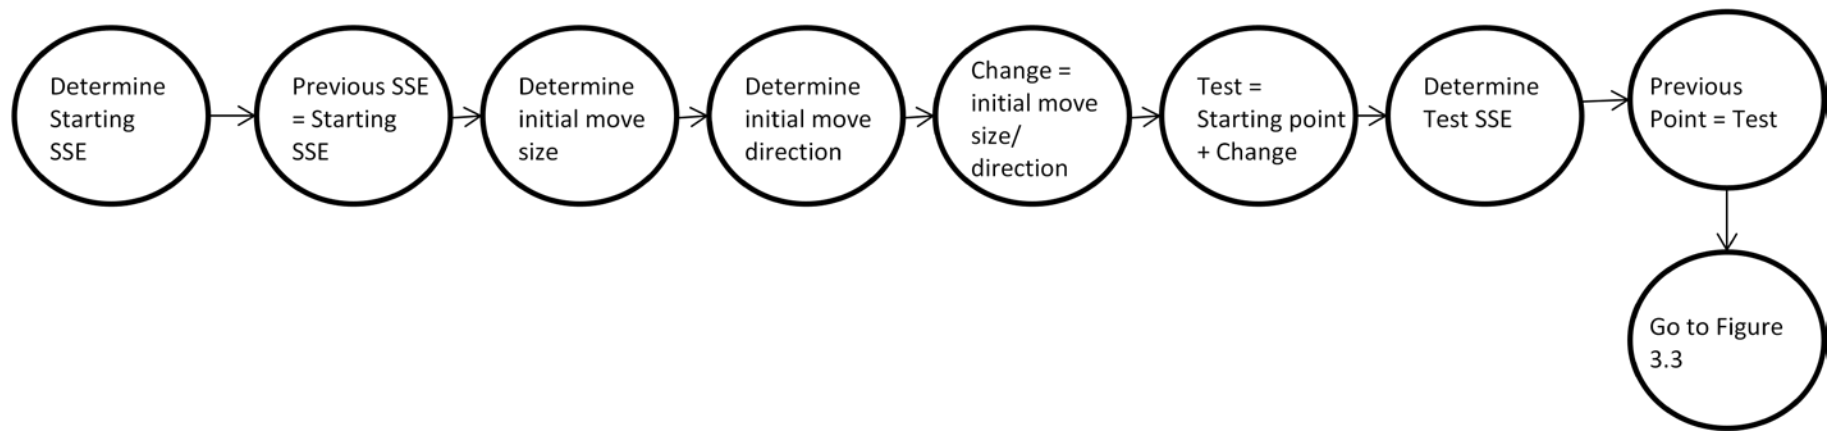 Determine
Starting
SSE
Previous SSE
= Starting
SSE
Determine
initial move
size
Determine
initial move
direction
Change =
initial move
size/
direction
Test =
Starting point
+ Change
Determine
Test SSE
Previous
Point = Test
Go to Figure
3.3